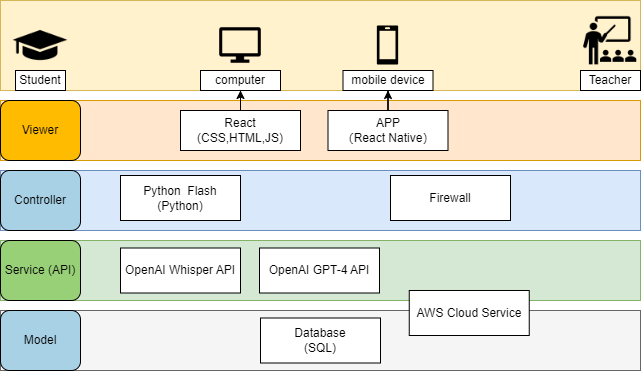 Student
computer
mobile device
Teacher
Viewer
React
(CSS,HTML,JS)
APP
(React Native)
Controller
Python Flash
(Python)
Firewall
Service (API)
OpenAI Whisper API
OpenAI GPT-4 API
AWS Cloud Service
Model
Database
(SQL)